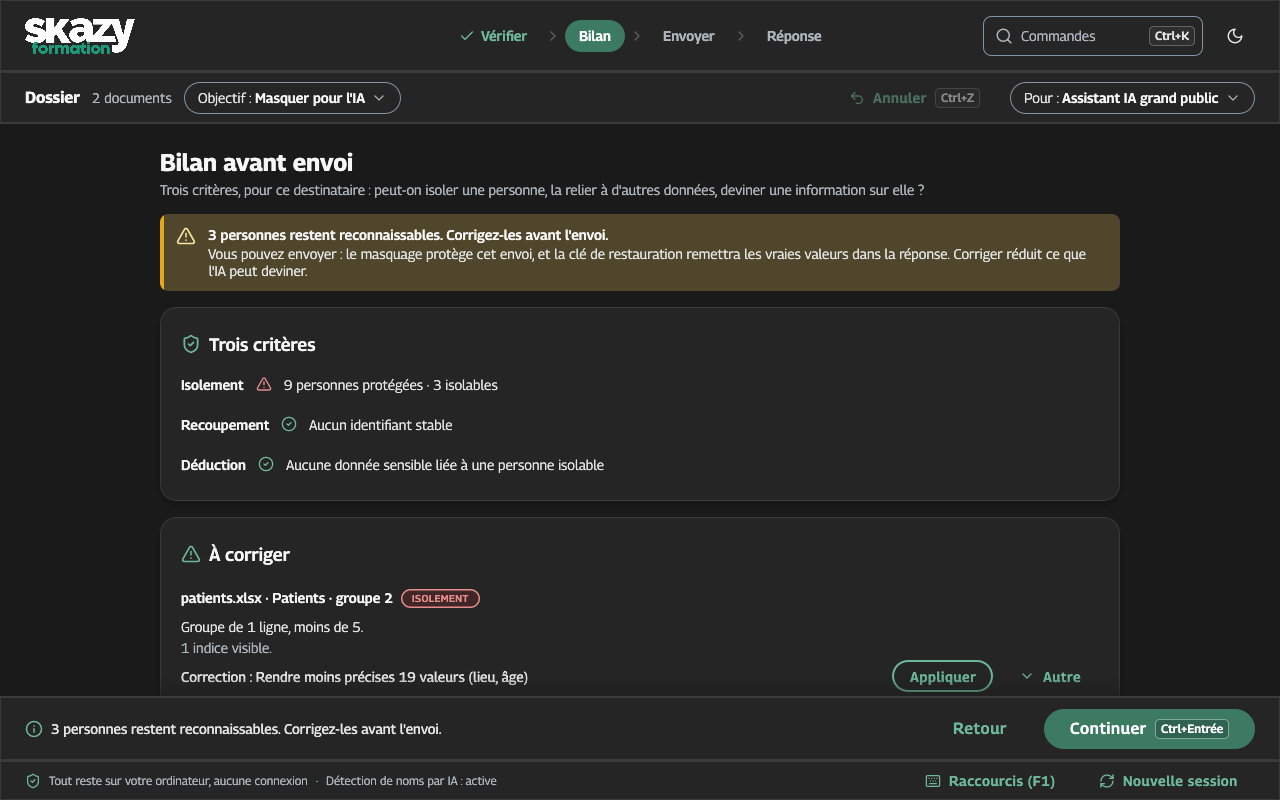 skazy
formation
Vérifier
Bilan
Envoyer
Réponse
Commandes
Ctrl+K
Dossier
2 documents
Objectif : Masquer pour l'IA
Annuler
Ctrl+Z
Pour : Assistant IA grand public
Bilan avant envoi
Trois critères, pour ce destinataire : peut-on isoler une personne, la relier à d'autres données, deviner une information sur elle ?
3 personnes restent reconnaissables. Corrigez-les avant l'envoi.
Vous pouvez envoyer : le masquage protège cet envoi, et la clé de restauration remettra les vraies valeurs dans la réponse. Corriger réduit ce que
l'IA peut deviner.
Trois critères
Isolement 9 personnes protégées · 3 isolables
Recoupement Aucun identifiant stable
Déduction Aucune donnée sensible liée à une personne isolable
À corriger
patients.xlsx · Patients · groupe 2 ISOLEMENT
Groupe de 1 ligne, moins de 5.
1 indice visible.
Correction : Rendre moins précises 19 valeurs (lieu, âge)
Appliquer
Autre
3 personnes restent reconnaissables. Corrigez-les avant l'envoi.
Retour
Continuer Ctrl+Entrée
Tout reste sur votre ordinateur, aucune connexion · Détection de noms par IA : active
Raccourcis (F1)
Nouvelle session